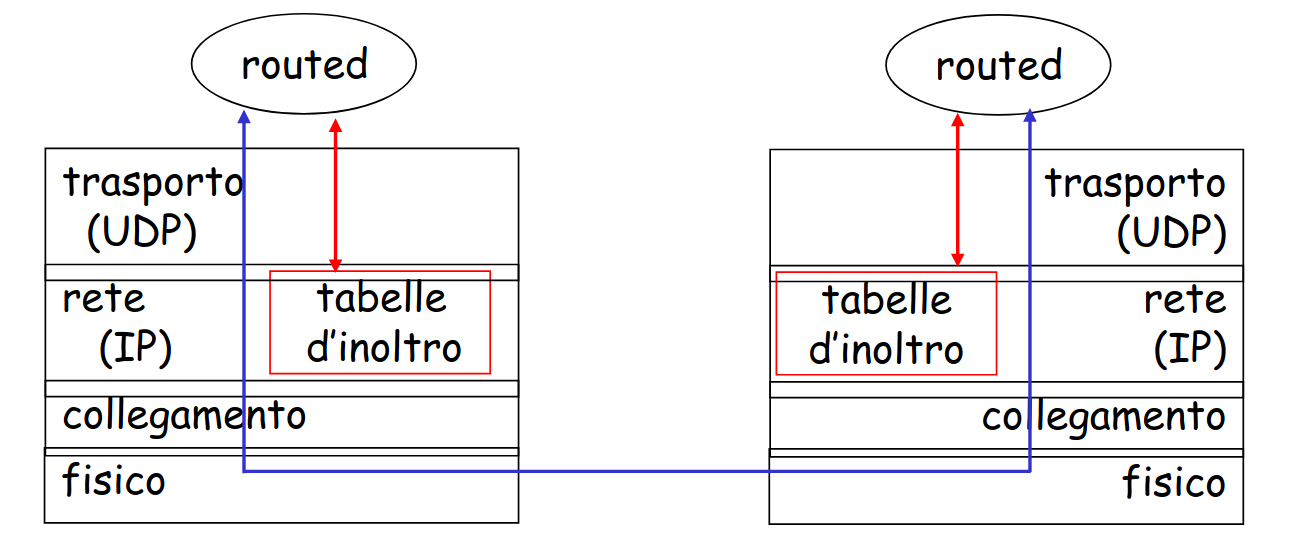 routed
trasporto
(UDP)
rete
(IP)
tabelle
d'inoltro
collegamento
fisico
routed
trasporto
(UDP)
tabelle
d'inoltro
rete
(IP)
collegamento
fisico